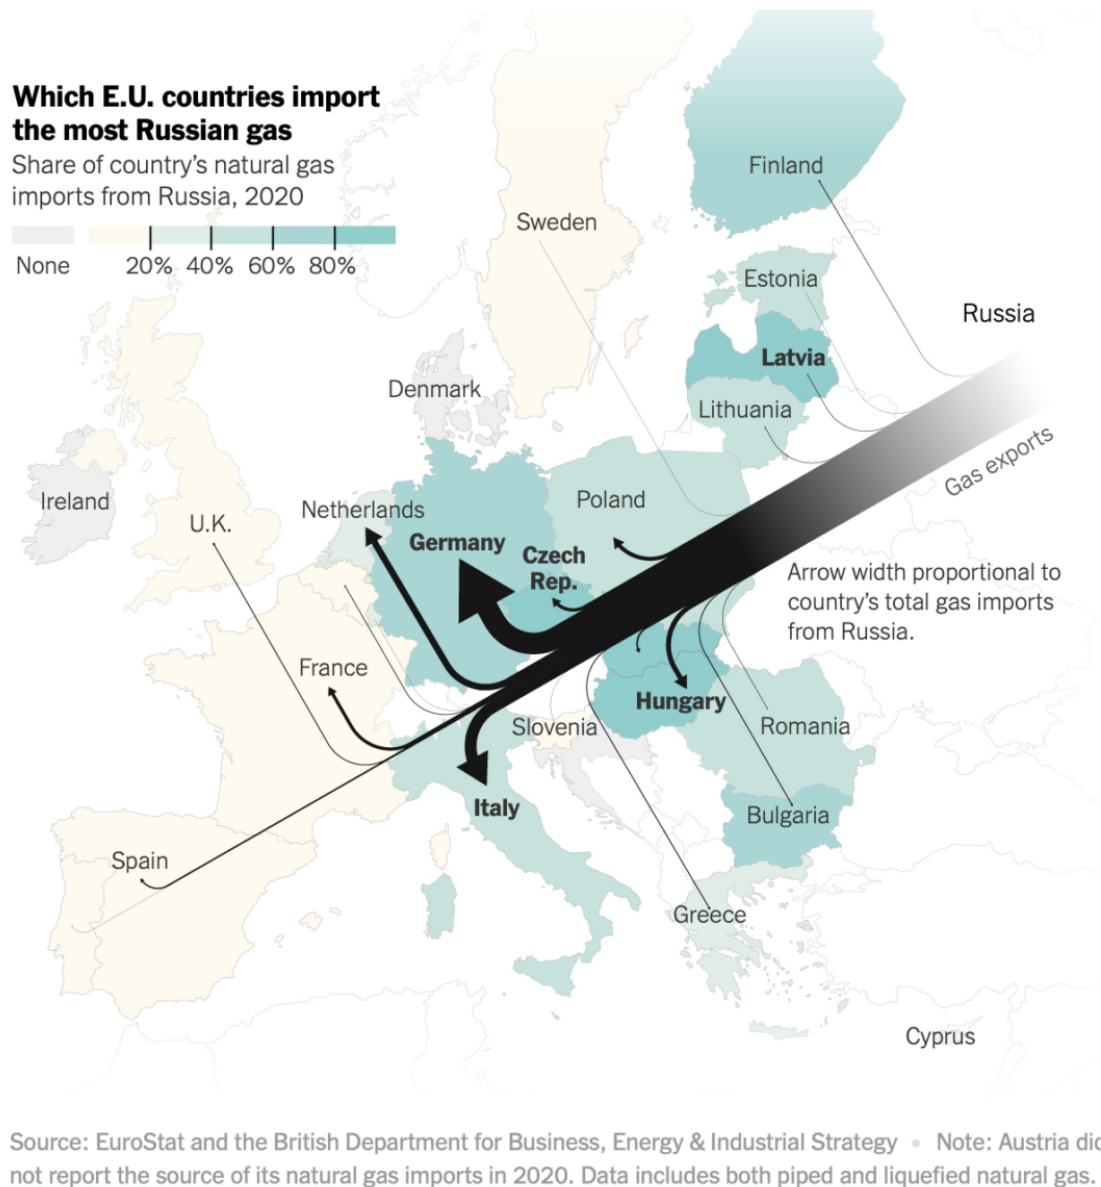 Which E.U. countries import
the most Russian gas
Share of country's natural gas
imports from Russia, 2020
None
20% 40% 60% 80%
Finland
Sweden
Estonia
Russia
Latvia
Denmark
Lithuania
Gas exports
Ireland
Netherlands
Poland
U.K.
Germany
Czech
Rep.
Arrow width proportional to
country's total gas imports
from Russia.
France
Hungary
Slovenia
Romania
Italy
Bulgaria
Spain
Greece
Cyprus
Source: EuroStat and the British Department for Business, Energy & Industrial Strategy • Note: Austria did
not report the source of its natural gas imports in 2020. Data includes both piped and liquefied natural gas.